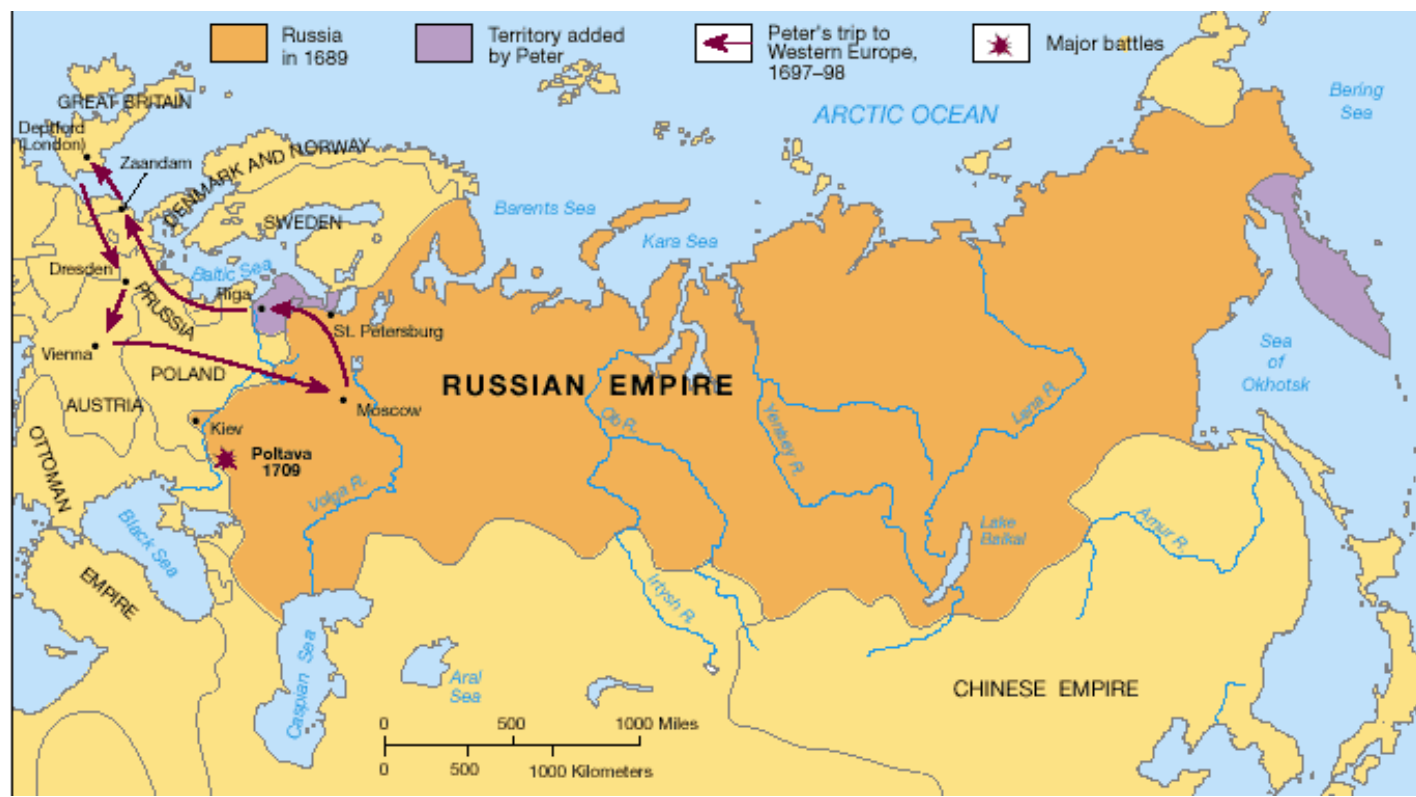 Russia
in 1689
Territory added
by Peter
Peter's trip to
Western Europe,
1697–98
Major battles
GREAT BRITAIN
Deptford
(London)
Zaandam
DENMARK AND NORWAY
SWEDEN
ARCTIC OCEAN
Bering
Sea
Barents Sea
Kara Sea
Baltic Sea
Dresden
Riga
PRUSSIA
St. Petersburg
Vienna
POLAND
RUSSIAN EMPIRE
Sea
of
Okhotsk
AUSTRIA
Moscow
Kiev
Ob R.
Yenisey R.
Lena R.
OTTOMAN
Poltava
1709
Volga R.
Black Sea
Lake
Baikal
Amur R.
EMPIRE
Irtysh R.
Caspian Sea
Aral
Sea
CHINESE EMPIRE
0 500 1000 Miles
0 500 1000 Kilometers